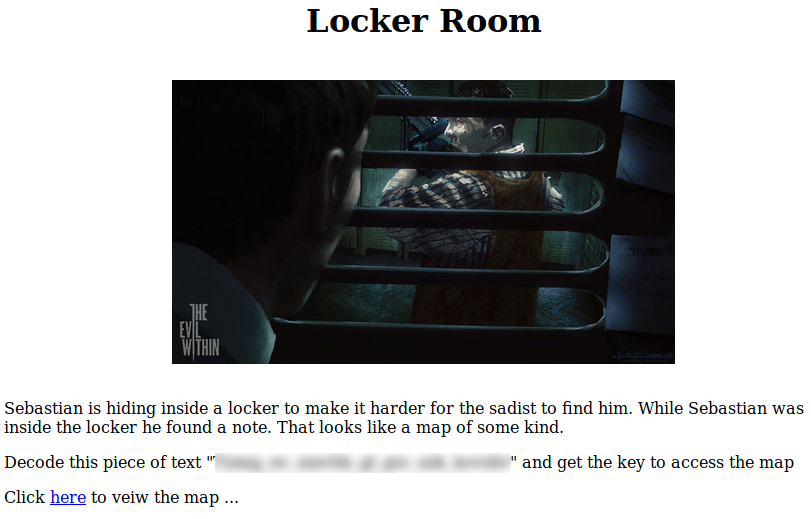 Locker Room
THE
EVIL
WITHIN
Sebastian is hiding inside a locker to make it harder for the sadist to find him. While Sebastian was
inside the locker he found a note. That looks like a map of some kind.
Decode this piece of text " " and get the key to access the map
Click here to veiw the map ...